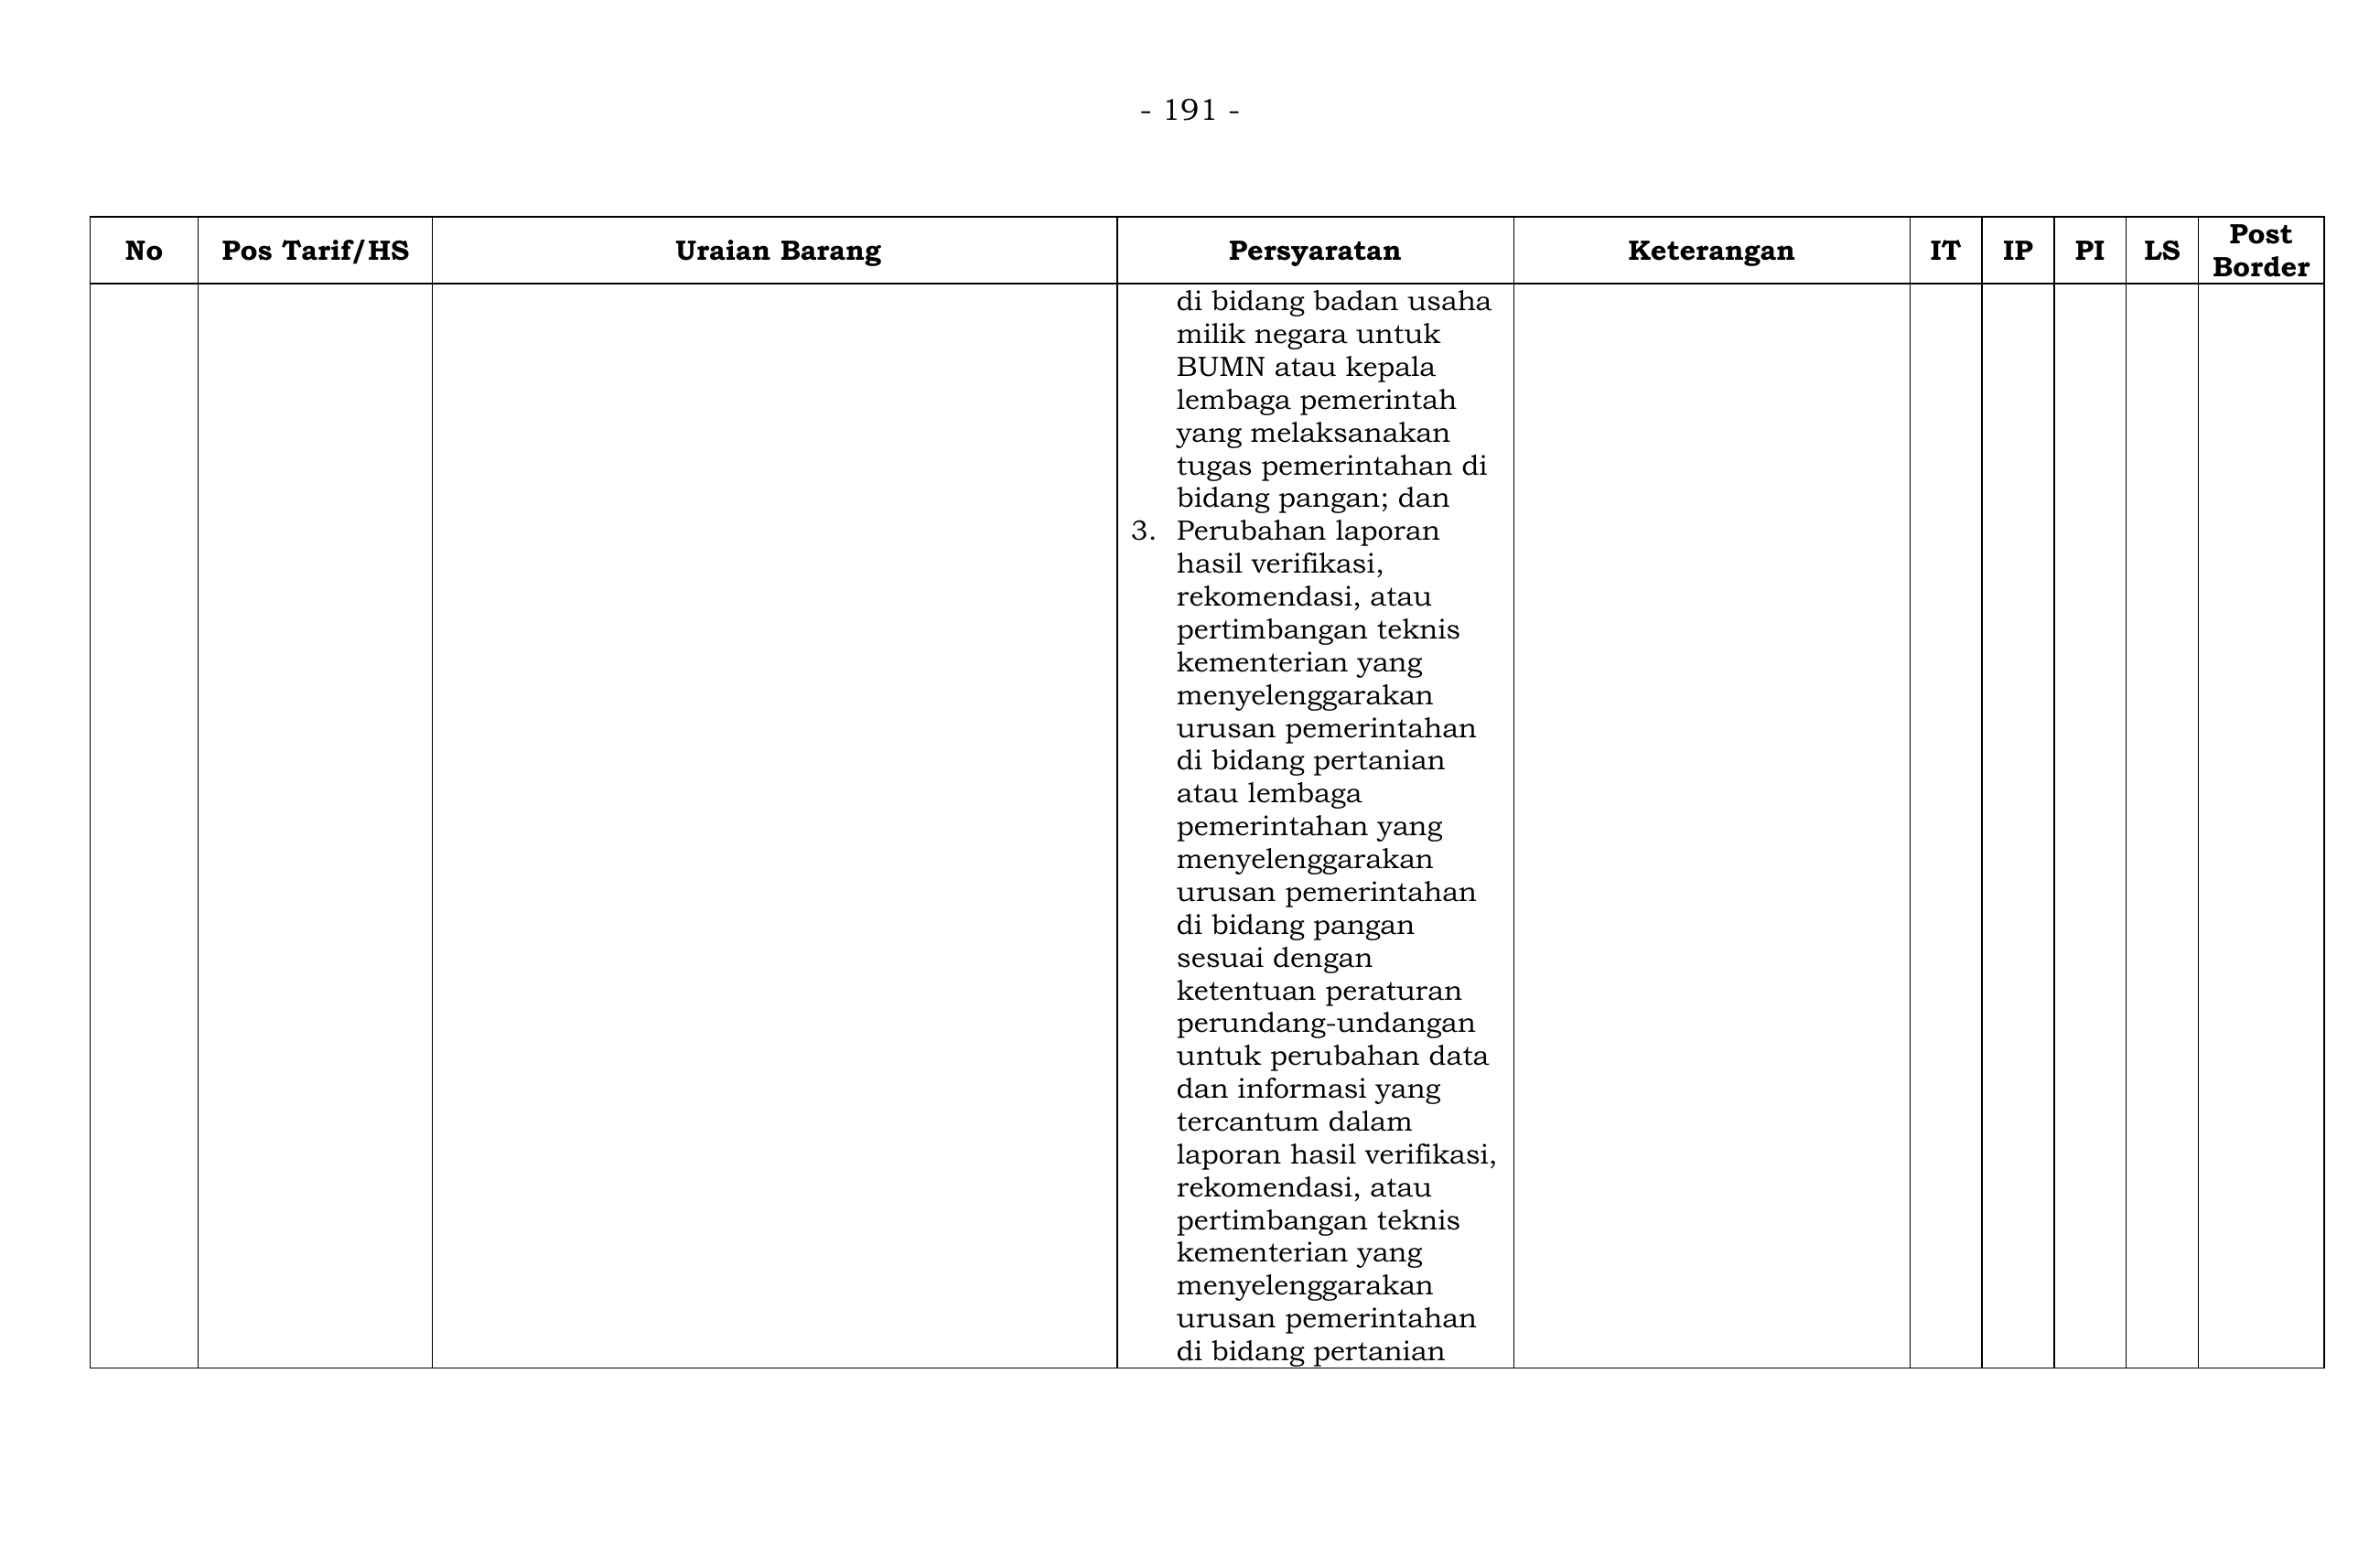 - 191 -
No Pos Tarif/HS Uraian Barang Persyaratan Keterangan IT IP PI LS Post Border
di bidang badan usaha
milik negara untuk
BUMN atau kepala
lembaga pemerintah
yang melaksanakan
tugas pemerintahan di
bidang pangan; dan
3. Perubahan laporan
hasil verifikasi,
rekomendasi, atau
pertimbangan teknis
kementerian yang
menyelenggarakan
urusan pemerintahan
di bidang pertanian
atau lembaga
pemerintahan yang
menyelenggarakan
urusan pemerintahan
di bidang pangan
sesuai dengan
ketentuan peraturan
perundang-undangan
untuk perubahan data
dan informasi yang
tercantum dalam
laporan hasil verifikasi,
rekomendasi, atau
pertimbangan teknis
kementerian yang
menyelenggarakan
urusan pemerintahan
di bidang pertanian